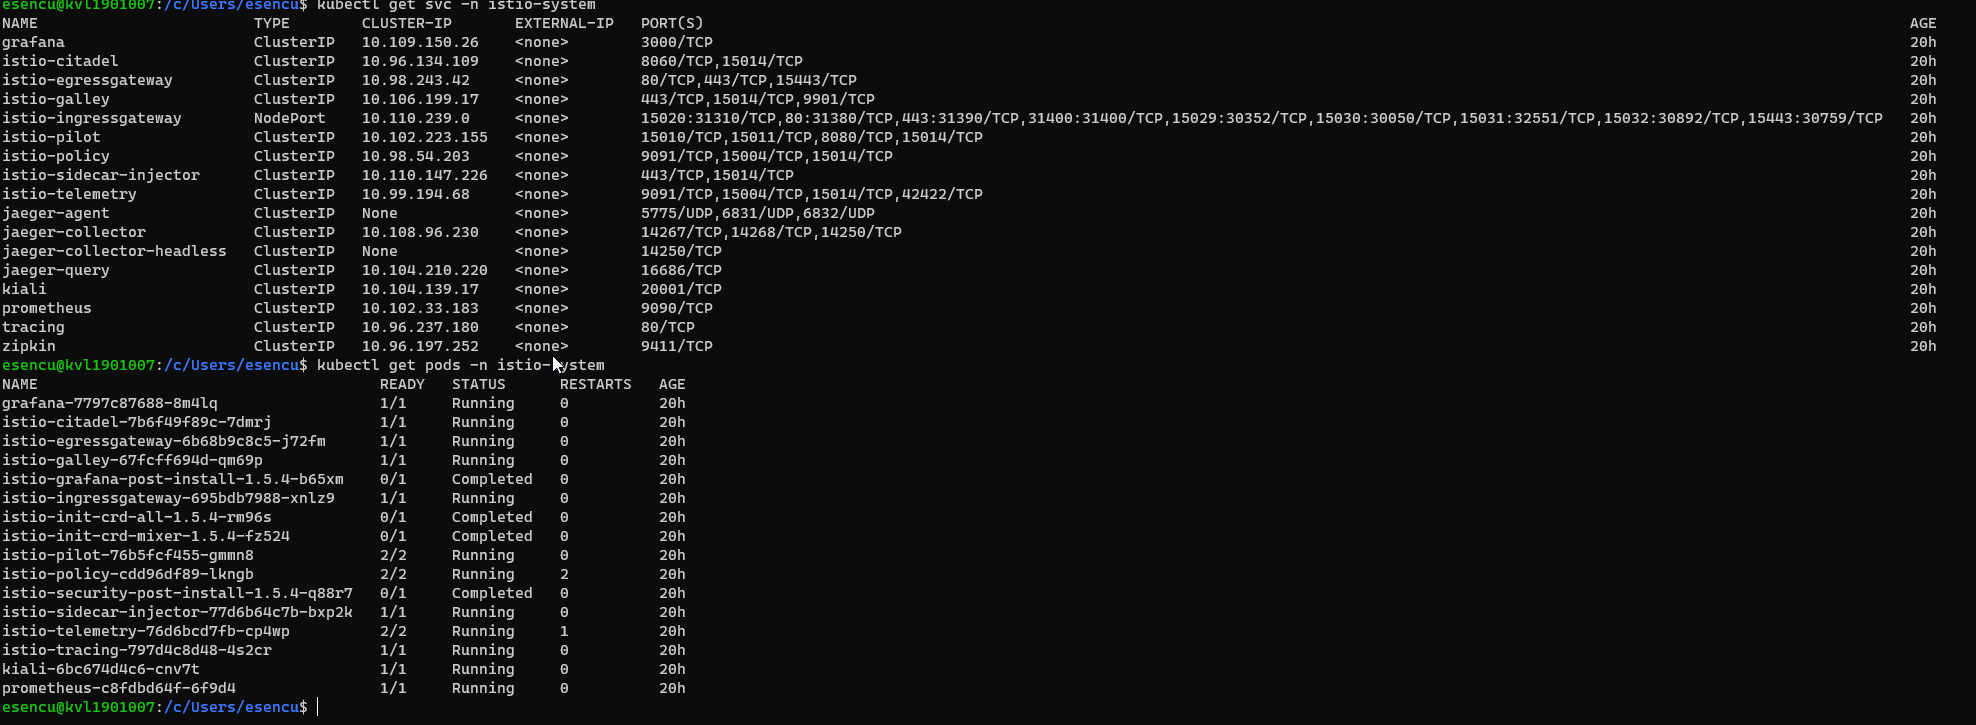 esencu@kvl1901007:/c/Users/esencu$ kubectl get svc -n istio-system
NAME TYPE CLUSTER-IP EXTERNAL-IP PORT(S) AGE
grafana ClusterIP 10.109.150.26 <none> 3000/TCP 20h
istio-citadel ClusterIP 10.96.134.109 <none> 8060/TCP,15014/TCP 20h
istio-egressgateway ClusterIP 10.98.243.42 <none> 80/TCP,443/TCP,15443/TCP 20h
istio-galley ClusterIP 10.106.199.17 <none> 443/TCP,15014/TCP,9901/TCP 20h
istio-ingressgateway NodePort 10.110.239.0 <none> 15020:31310/TCP,80:31380/TCP,443:31390/TCP,31400:31400/TCP,15029:30352/TCP,15030:30050/TCP,15031:32551/TCP,15032:30892/TCP,15443:30759/TCP 20h
istio-pilot ClusterIP 10.102.223.155 <none> 15010/TCP,15011/TCP,8080/TCP,15014/TCP 20h
istio-policy ClusterIP 10.98.54.203 <none> 9091/TCP,15004/TCP,15014/TCP 20h
istio-sidecar-injector ClusterIP 10.110.147.226 <none> 443/TCP,15014/TCP 20h
istio-telemetry ClusterIP 10.99.194.68 <none> 9091/TCP,15004/TCP,15014/TCP,42422/TCP 20h
jaeger-agent ClusterIP None <none> 5775/UDP,6831/UDP,6832/UDP 20h
jaeger-collector ClusterIP 10.108.96.230 <none> 14267/TCP,14268/TCP,14250/TCP 20h
jaeger-collector-headless ClusterIP None <none> 14250/TCP 20h
jaeger-query ClusterIP 10.104.210.220 <none> 16686/TCP 20h
kiali ClusterIP 10.104.139.17 <none> 20001/TCP 20h
prometheus ClusterIP 10.102.33.183 <none> 9090/TCP 20h
tracing ClusterIP 10.96.237.180 <none> 80/TCP 20h
zipkin ClusterIP 10.96.197.252 <none> 9411/TCP 20h
esencu@kvl1901007:/c/Users/esencu$ kubectl get pods -n istio-system
NAME READY STATUS RESTARTS AGE
grafana-7797c87688-8m4lq 1/1 Running 0 20h
istio-citadel-7b6f49f89c-7dmrj 1/1 Running 0 20h
istio-egressgateway-6b68b9c8c5-j72fm 1/1 Running 0 20h
istio-galley-67fcff694d-qm69p 1/1 Running 0 20h
istio-grafana-post-install-1.5.4-b65xm 0/1 Completed 0 20h
istio-ingressgateway-695bdb7988-xnlz9 1/1 Running 0 20h
istio-init-crd-all-1.5.4-rm96s 0/1 Completed 0 20h
istio-init-crd-mixer-1.5.4-fz524 0/1 Completed 0 20h
istio-pilot-76b5fcf455-gmmn8 2/2 Running 0 20h
istio-policy-cdd96df89-lkngb 2/2 Running 2 20h
istio-security-post-install-1.5.4-q88r7 0/1 Completed 0 20h
istio-sidecar-injector-77d6b64c7b-bxp2k 1/1 Running 0 20h
istio-telemetry-76d6bcd7fb-cp4wp 2/2 Running 1 20h
istio-tracing-797d4c8d48-4s2cr 1/1 Running 0 20h
kiali-6bc674d4c6-cnv7t 1/1 Running 0 20h
prometheus-c8fdbd64f-6f9d4 1/1 Running 0 20h
esencu@kvl1901007:/c/Users/esencu$